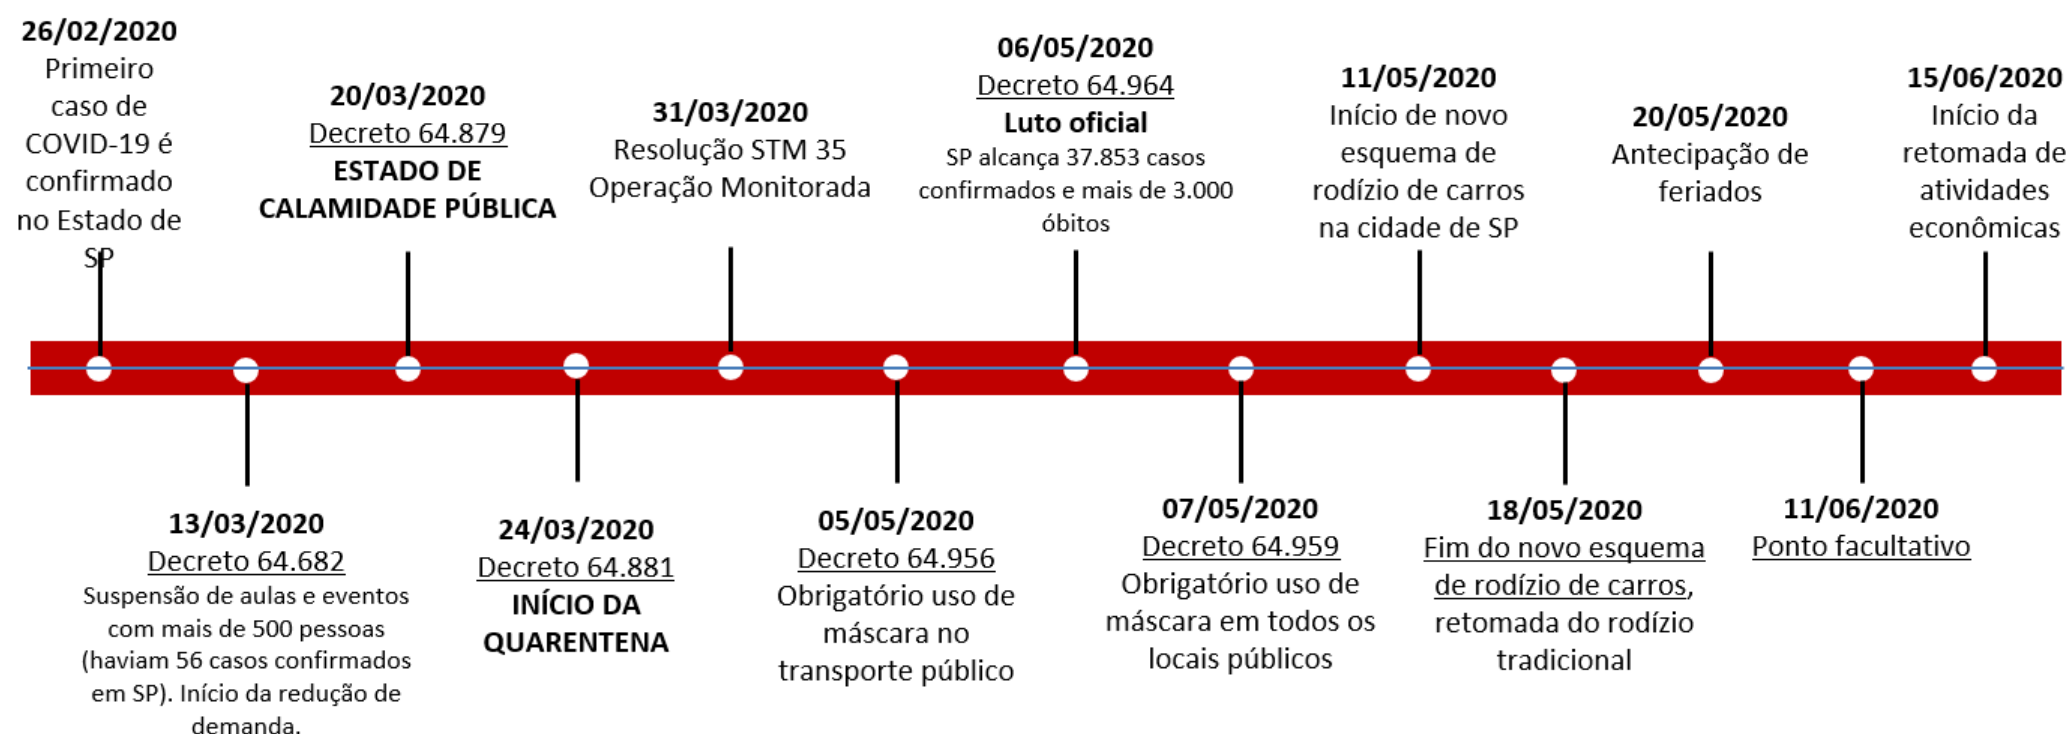 26/02/2020
Primeiro
caso de
COVID-19 é
confirmado
no Estado de
SP
13/03/2020
Decreto 64.682
Suspensão de aulas e eventos
com mais de 500 pessoas
(haviam 56 casos confirmados
em SP). Início da redução de
demanda.
20/03/2020
Decreto 64.879
ESTADO DE
CALAMIDADE PÚBLICA
24/03/2020
Decreto 64.881
INÍCIO DA
QUARENTENA
31/03/2020
Resolução STM 35
Operação Monitorada
05/05/2020
Decreto 64.956
Obrigatório uso de
máscara no
transporte público
06/05/2020
Decreto 64.964
Luto oficial
SP alcança 37.853 casos
confirmados e mais de 3.000
óbitos
07/05/2020
Decreto 64.959
Obrigatório uso de
máscara em todos os
locais públicos
11/05/2020
Início de novo
esquema de
rodízio de carros
na cidade de SP
18/05/2020
Fim do novo esquema
de rodízio de carros,
retomada do rodízio
tradicional
20/05/2020
Antecipação de
feriados
11/06/2020
Ponto facultativo
15/06/2020
Início da
retomada de
atividades
econômicas